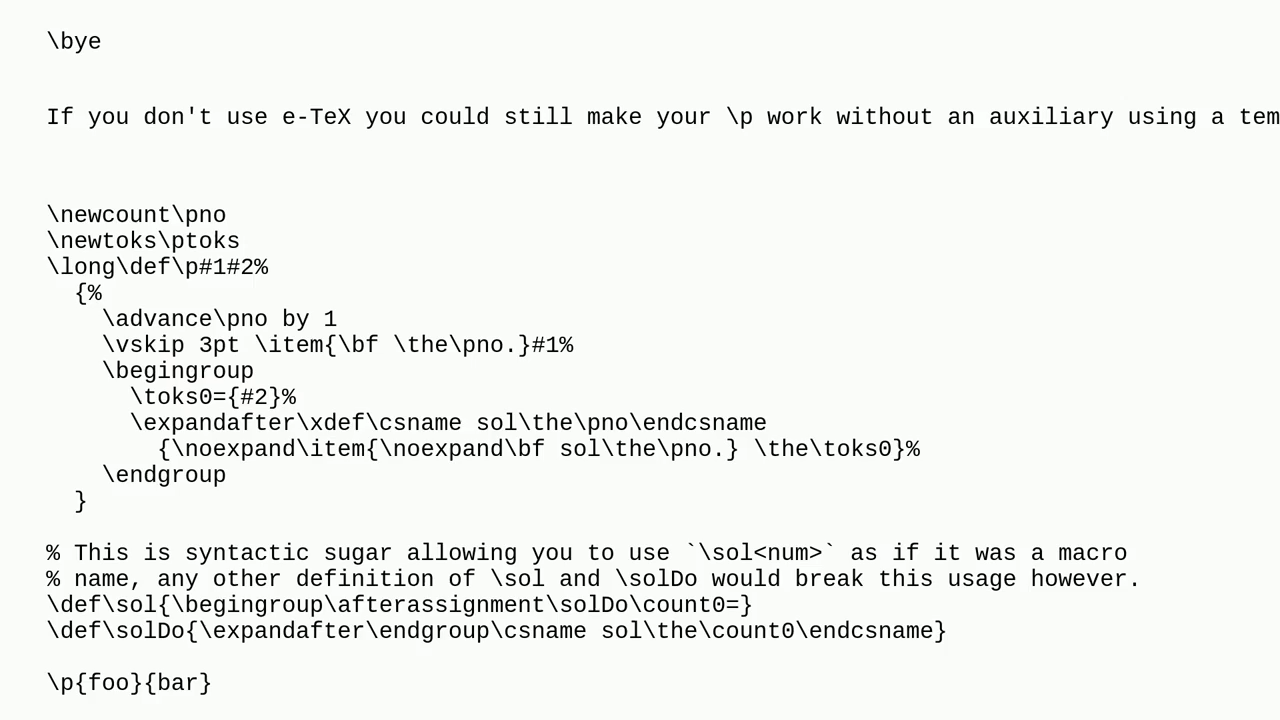 \bye
If you don't use e-TeX you could still make your \p work without an auxiliary using a
\newcount\pno
\newtoks\ptoks
\long\def\p#1#2%
{%
\advance\pno by 1
\vskip 3pt \item{\bf \the\pno.}#1%
\begingroup
\toks0={#2}%
\expandafter\xdef\csname sol\the\pno\endcsname
{\noexpand\item{\noexpand\bf sol\the\pno.} \the\toks0}%
\endgroup
}
% This is syntactic sugar allowing you to use `\sol<num>` as if it was a macro
% name, any other definition of \sol and \solDo would break this usage however.
\def\sol{\begingroup\afterassignment\solDo\count0=}
\def\solDo{\expandafter\endgroup\csname sol\the\count0\endcsname}
\p{foo}{bar}